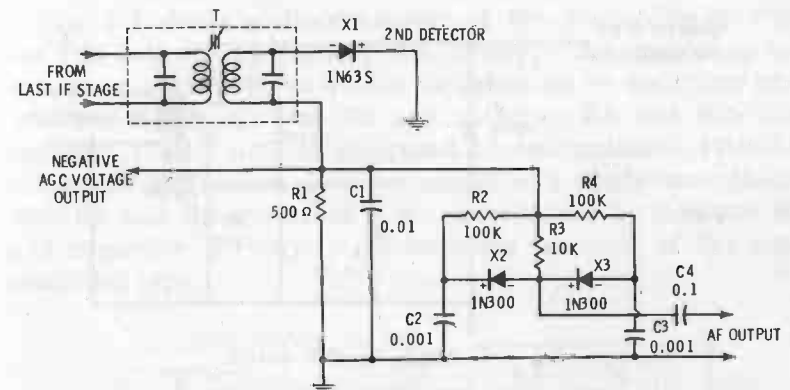 T
X1
- +
2ND DETECTOR
1N63S
FROM
LAST IF STAGE
NEGATIVE
AGC VOLTAGE
OUTPUT
R1
500 Ω
C1
0.01
R2
100K
R4
100K
R3
10K
X2
+ -
1N300
X3
+ -
1N300
C4
0.1
C2
0.001
C3
0.001
AF OUTPUT